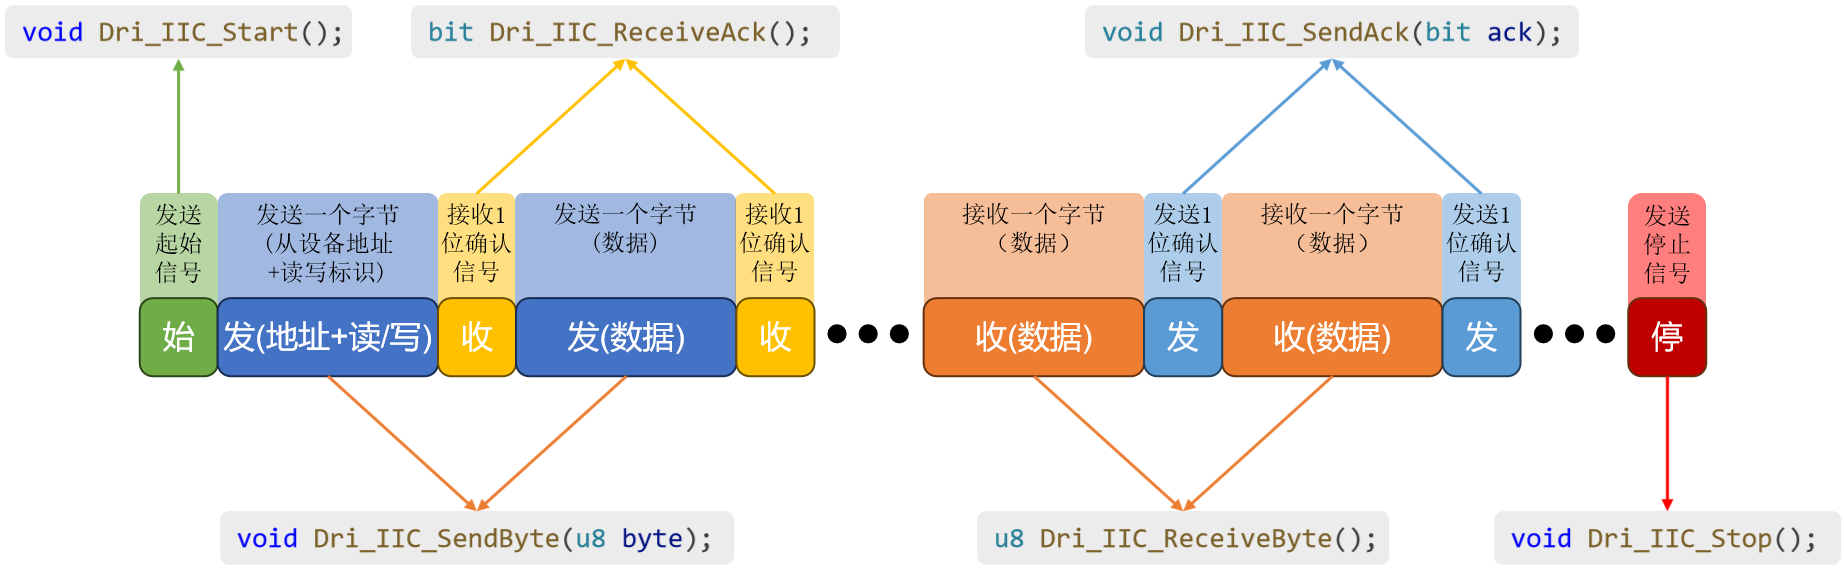 void Dri_IIC_Start();
bit Dri_IIC_ReceiveAck();
void Dri_IIC_SendAck(bit ack);
发送
起始
信号
发送一个字节
(从设备地址
+读写标识)
接收1
位确认
信号
发送一个字节
(数据)
接收1
位确认
信号
接收一个字节
（数据）
发送1
位确认
信号
接收一个字节
（数据）
发送1
位确认
信号
发送
停止
信号
始
发(地址+读/写)
收
发(数据)
收
●●●
收(数据)
发
收(数据)
发
●●●
停
void Dri_IIC_SendByte(u8 byte);
u8 Dri_IIC_ReceiveByte();
void Dri_IIC_Stop();